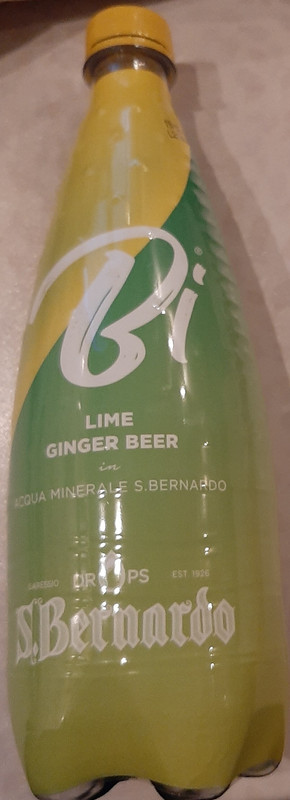 Bi
LIME
GINGER BEER
in
ACQUA MINERALE S.BERNARDO
DROPS
EST 1926
S.Bernardo